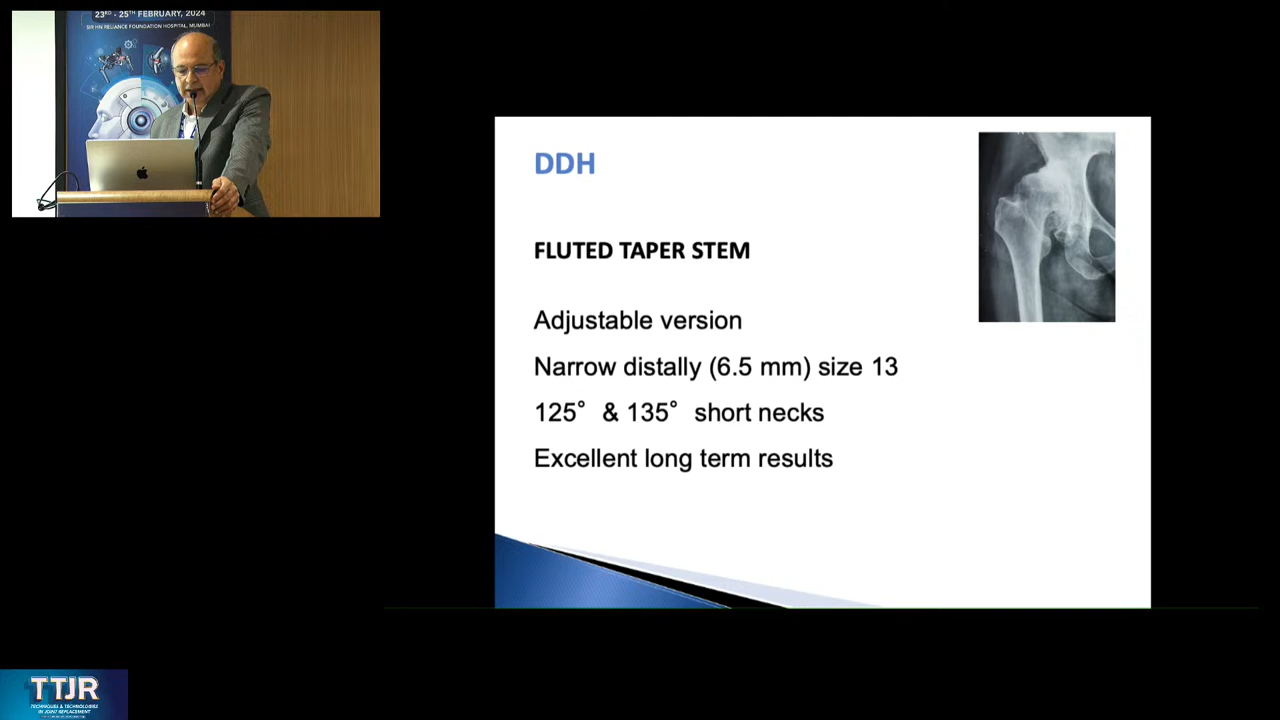 23RD - 25TH FEBRUARY, 2024
SIR HN RELIANCE FOUNDATION HOSPITAL, MUMBAI
DDH
FLUTED TAPER STEM
Adjustable version
Narrow distally (6.5 mm) size 13
125° & 135° short necks
Excellent long term results
TTJR
TECHNIQUES & TECHNOLOGIES
IN JOINT REPLACEMENT